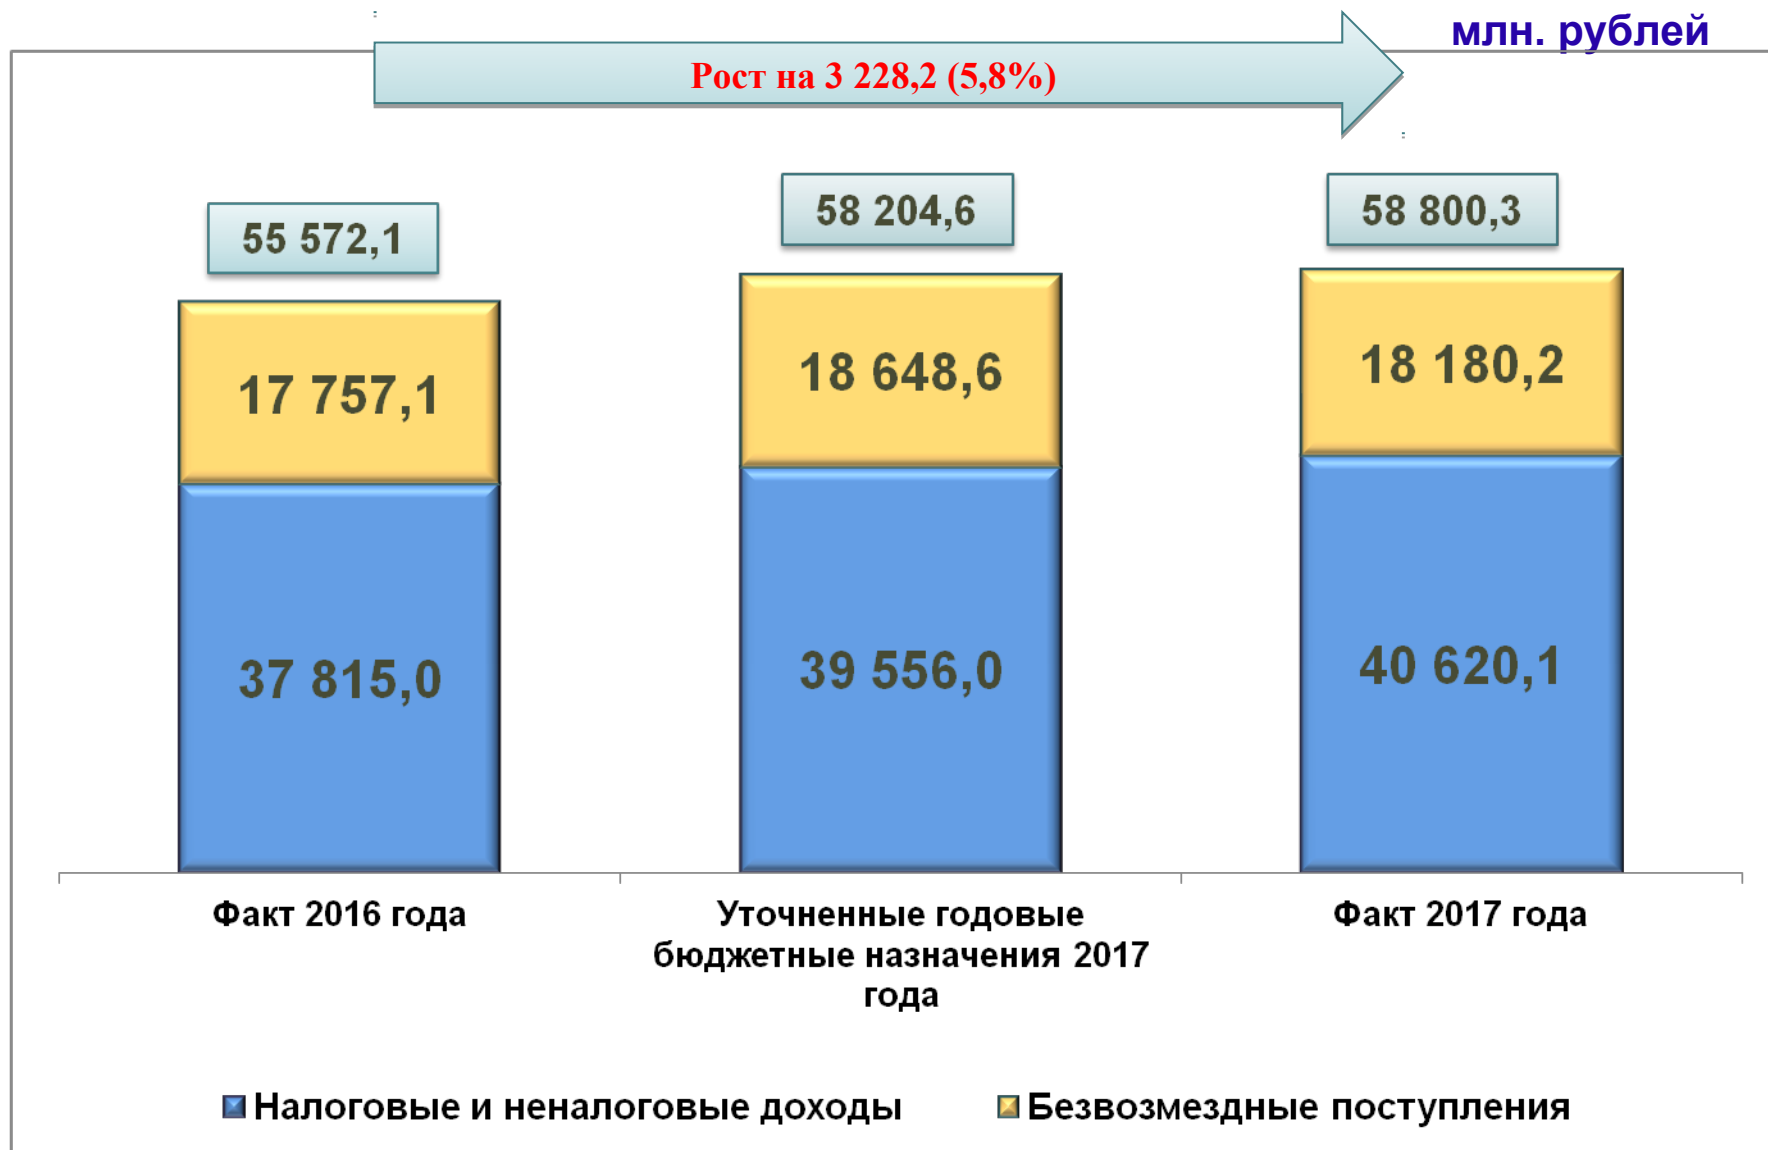 млн. рублей
Рост на 3 228,2 (5,8%)
55 572,1
58 204,6
58 800,3
17 757,1
18 648,6
18 180,2
37 815,0
39 556,0
40 620,1
Факт 2016 года
Уточненные годовые
бюджетные назначения 2017
года
Факт 2017 года
Налоговые и неналоговые доходы
Безвозмездные поступления